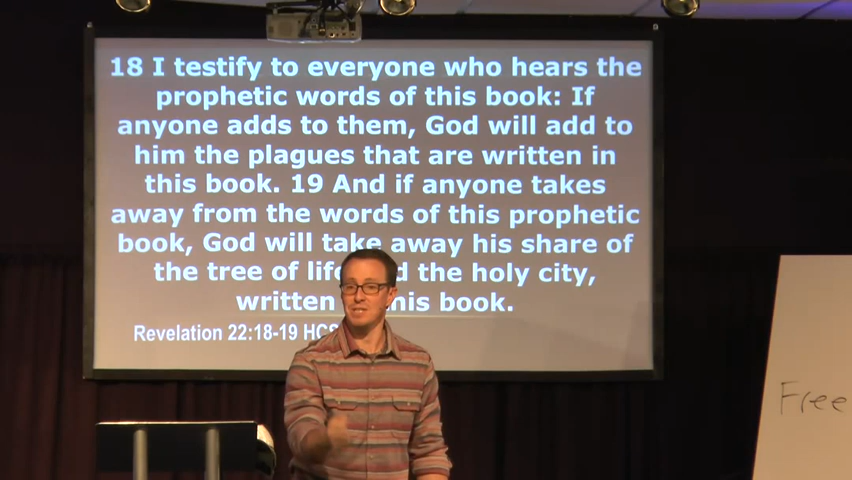 18 I testify to everyone who hears the
prophetic words of this book: If
anyone adds to them, God will add to
him the plagues that are written in
this book. 19 And if anyone takes
away from the words of this prophetic
book, God will take away his share of
the tree of life d the holy city,
written his book.
Revelation 22:18-19 HCS
Free